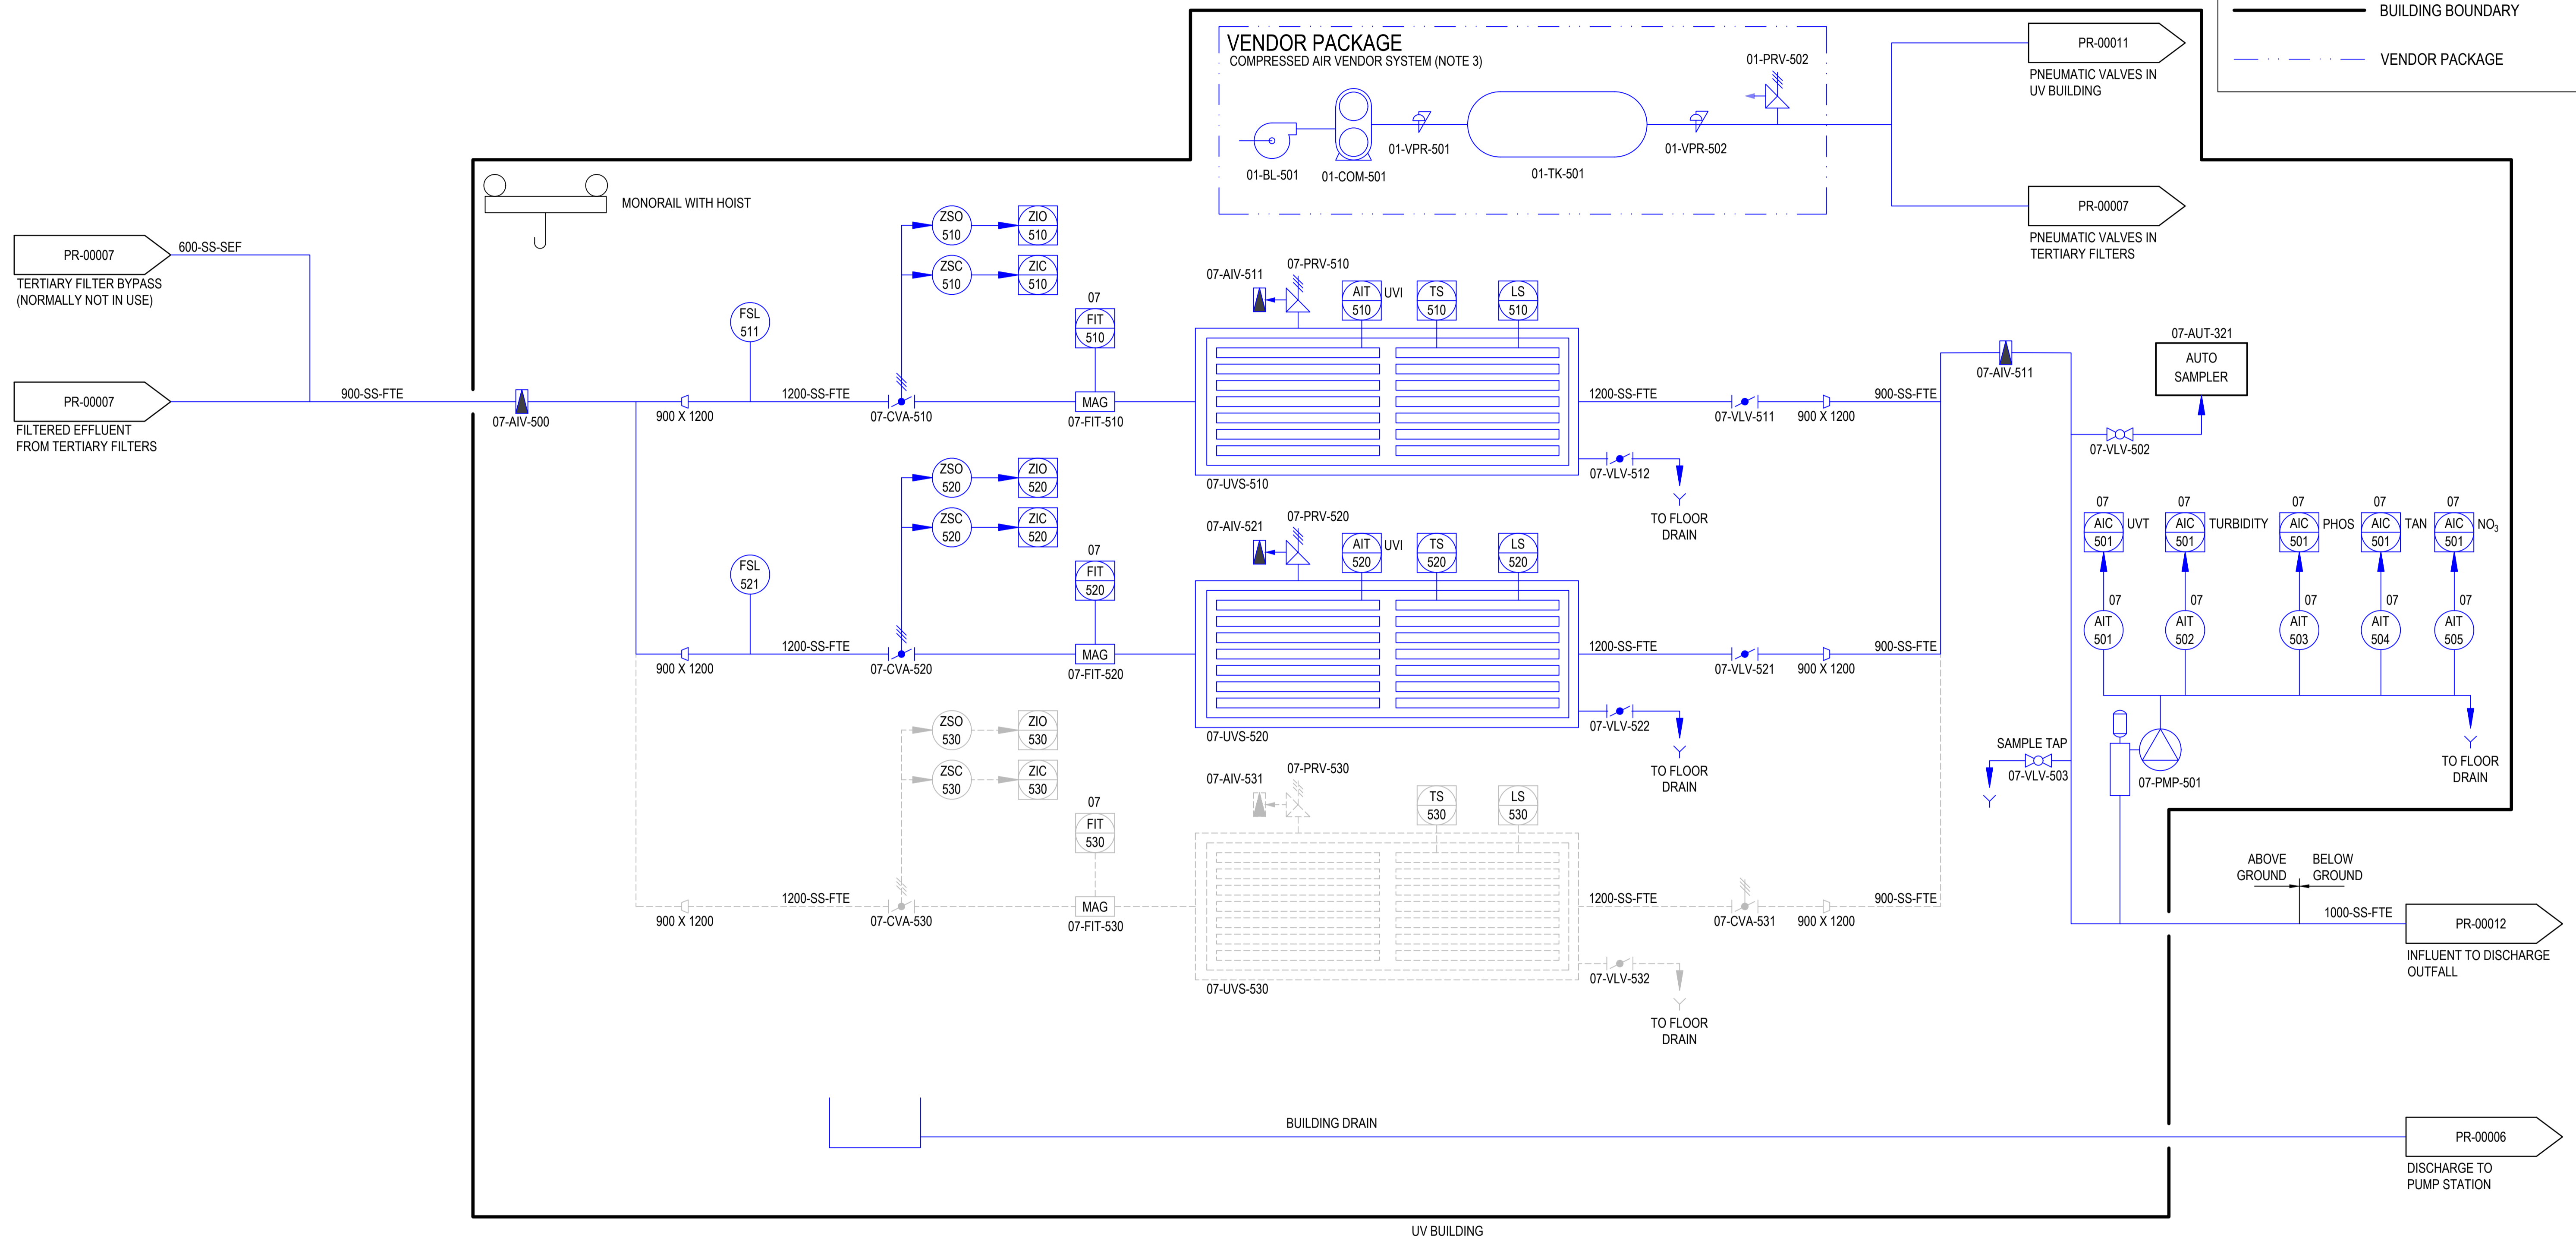 BUILDING BOUNDARY
VENDOR PACKAGE
VENDOR PACKAGE
COMPRESSED AIR VENDOR SYSTEM (NOTE 3)
01-PRV-502
01-VPR-501
01-VPR-502
01-BL-501
01-COM-501
01-TK-501
PR-00011
PNEUMATIC VALVES IN
UV BUILDING
PR-00007
PNEUMATIC VALVES IN
TERTIARY FILTERS
MONORAIL WITH HOIST
PR-00007
600-SS-SEF
TERTIARY FILTER BYPASS
(NORMALLY NOT IN USE)
PR-00007
FILTERED EFFLUENT
FROM TERTIARY FILTERS
900-SS-FTE
07-AIV-500
900 X 1200
FSL
511
1200-SS-FTE
07-CVA-510
ZSO
510
ZIO
510
ZSC
510
ZIC
510
07
FIT
510
MAG
07-FIT-510
07-AIV-511
07-PRV-510
AIT
510
UVI
TS
510
LS
510
07-UVS-510
1200-SS-FTE
07-VLV-511
900 X 1200
900-SS-FTE
07-VLV-512
TO FLOOR
DRAIN
07-AIV-511
07-AUT-321
AUTO
SAMPLER
07-VLV-502
900 X 1200
FSL
521
1200-SS-FTE
07-CVA-520
ZSO
520
ZIO
520
ZSC
520
ZIC
520
07
FIT
520
MAG
07-FIT-520
07-AIV-521
07-PRV-520
AIT
520
UVI
TS
520
LS
520
07-UVS-520
1200-SS-FTE
07-VLV-521
900 X 1200
900-SS-FTE
07-VLV-522
TO FLOOR
DRAIN
07
AIC
501
UVT
07
AIC
501
TURBIDITY
07
AIC
501
PHOS
07
AIC
501
TAN
07
AIC
501
NO3
07
AIT
501
07
AIT
502
07
AIT
503
07
AIT
504
07
AIT
505
SAMPLE TAP
07-VLV-503
07-PMP-501
TO FLOOR
DRAIN
900 X 1200
1200-SS-FTE
07-CVA-530
ZSO
530
ZIO
530
ZSC
530
ZIC
530
07
FIT
530
MAG
07-FIT-530
07-AIV-531
07-PRV-530
TS
530
LS
530
07-UVS-530
1200-SS-FTE
07-CVA-531
900 X 1200
900-SS-FTE
07-VLV-532
TO FLOOR
DRAIN
ABOVE
GROUND
BELOW
GROUND
1000-SS-FTE
PR-00012
INFLUENT TO DISCHARGE
OUTFALL
BUILDING DRAIN
PR-00006
DISCHARGE TO
PUMP STATION
UV BUILDING